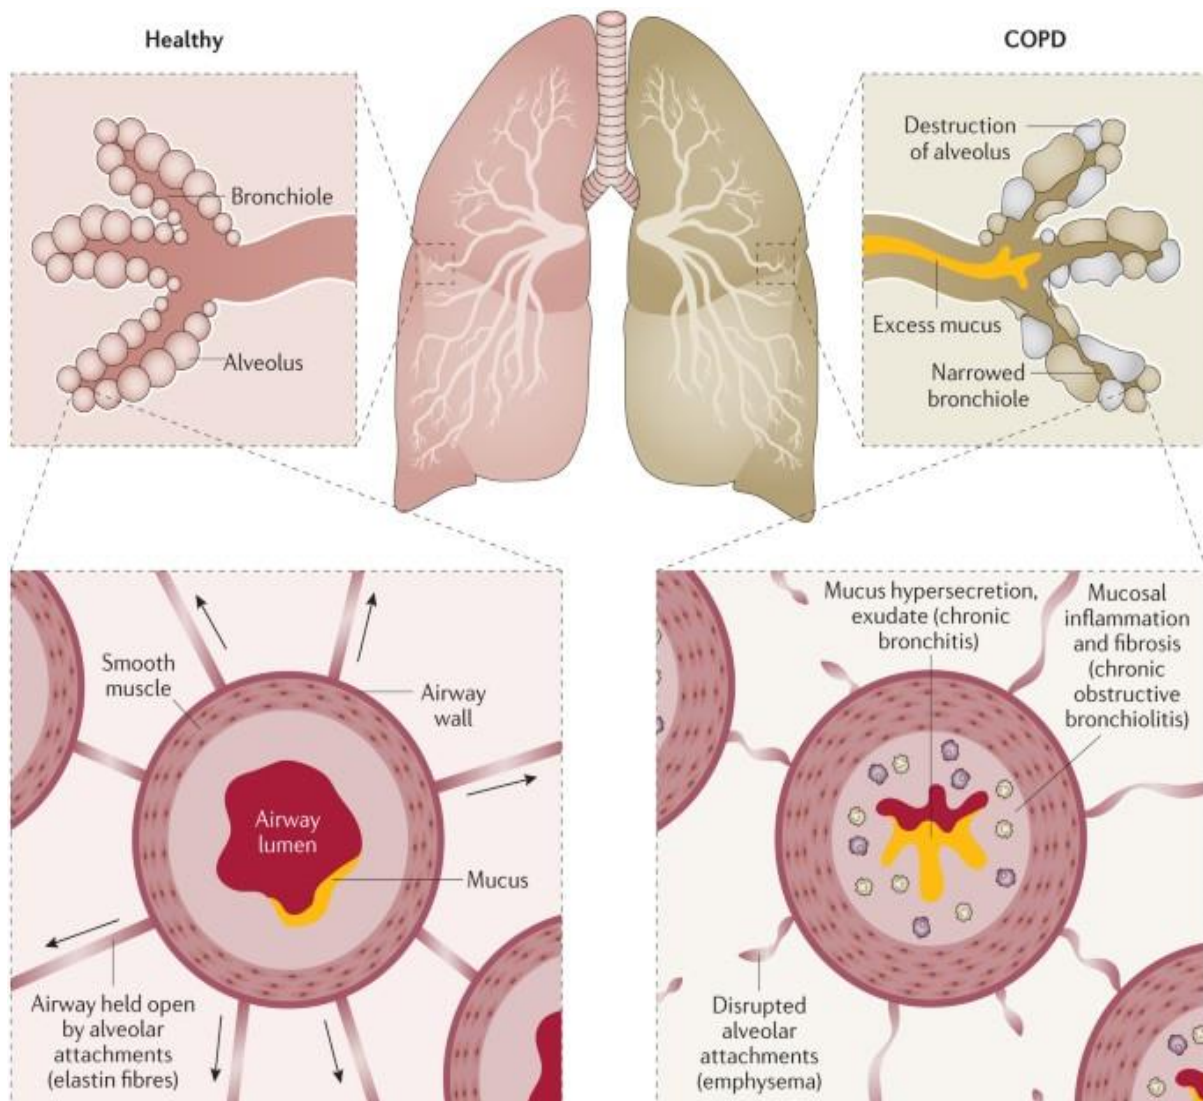 Healthy
COPD
Bronchiole
Alveolus
Destruction
of alveolus
Excess mucus
Narrowed
bronchiole
Smooth
muscle
Airway
wall
Airway
lumen
Mucus
Airway held open
by alveolar
attachments
(elastin fibres)
Mucus hypersecretion,
exudate (chronic
bronchitis)
Mucosal
inflammation
and fibrosis
(chronic
obstructive
bronchiolitis)
Disrupted
alveolar
attachments
(emphysema)